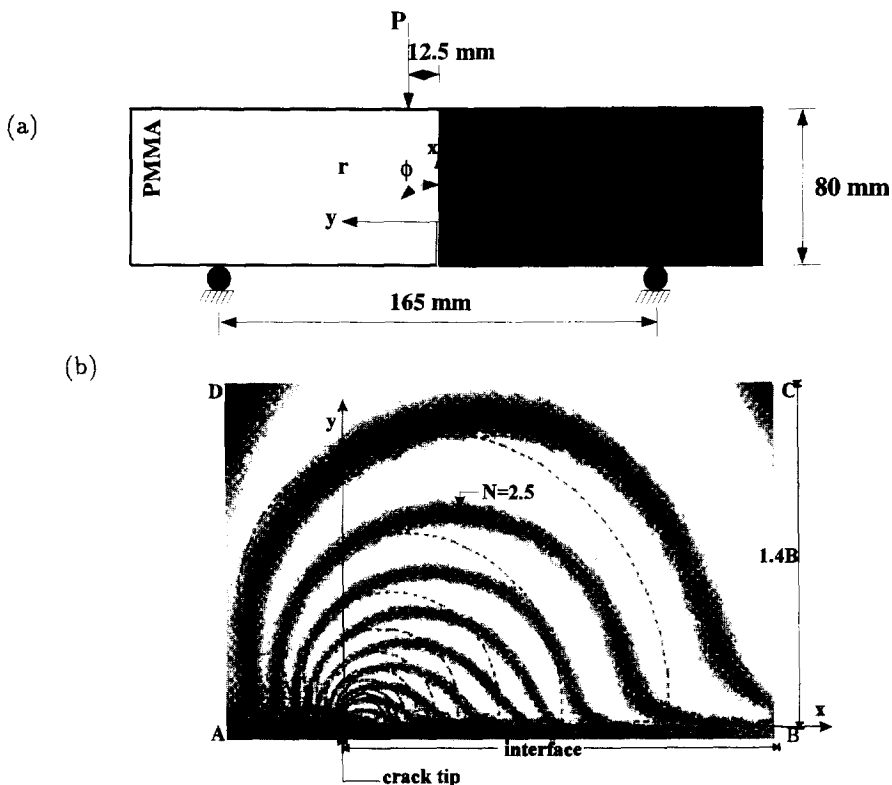 P
12.5 mm
(a)
PMMA
x
r
ϕ
y
80 mm
165 mm
(b)
D
C
y
N=2.5
1.4B
x
A
B
interface
crack tip